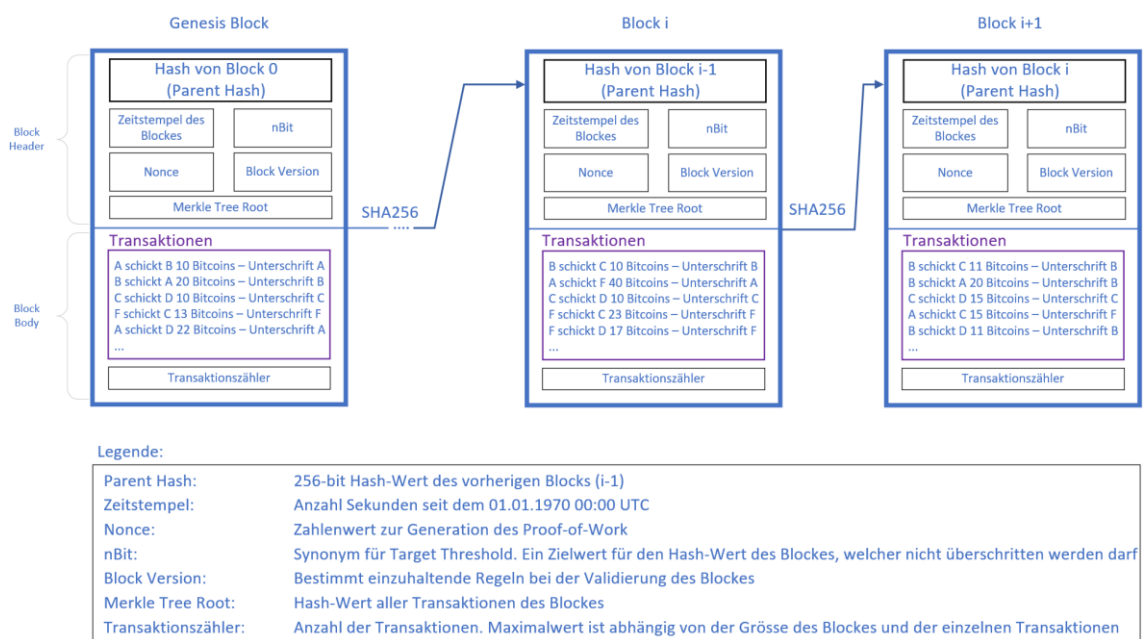 Genesis Block
Block i
Block i+1
Block
Header
Block
Body
Hash von Block 0
(Parent Hash)
Zeitstempel des
Blockes
nBit
Nonce
Block Version
Merkle Tree Root
Transaktionen
A schickt B 10 Bitcoins – Unterschrift A
B schickt A 20 Bitcoins – Unterschrift B
C schickt D 10 Bitcoins – Unterschrift C
F schickt C 13 Bitcoins – Unterschrift F
A schickt D 22 Bitcoins – Unterschrift A
...
Transaktionszähler
SHA256
....
Hash von Block i-1
(Parent Hash)
Zeitstempel des
Blockes
nBit
Nonce
Block Version
Merkle Tree Root
Transaktionen
B schickt C 10 Bitcoins – Unterschrift B
A schickt F 40 Bitcoins – Unterschrift A
C schickt D 10 Bitcoins – Unterschrift C
F schickt C 23 Bitcoins – Unterschrift F
F schickt D 17 Bitcoins – Unterschrift F
...
Transaktionszähler
SHA256
Hash von Block i
(Parent Hash)
Zeitstempel des
Blockes
nBit
Nonce
Block Version
Merkle Tree Root
Transaktionen
B schickt C 11 Bitcoins – Unterschrift B
B schickt A 20 Bitcoins – Unterschrift B
C schickt D 15 Bitcoins – Unterschrift C
A schickt C 15 Bitcoins – Unterschrift F
B schickt D 11 Bitcoins – Unterschrift B
...
Transaktionszähler
Legende:
Parent Hash: 256-bit Hash-Wert des vorherigen Blocks (i-1)
Zeitstempel: Anzahl Sekunden seit dem 01.01.1970 00:00 UTC
Nonce: Zahlenwert zur Generation des Proof-of-Work
nBit: Synonym für Target Threshold. Ein Zielwert für den Hash-Wert des Blockes, welcher nicht überschritten werden darf
Block Version: Bestimmt einzuhaltende Regeln bei der Validierung des Blockes
Merkle Tree Root: Hash-Wert aller Transaktionen des Blockes
Transaktionszähler: Anzahl der Transaktionen. Maximalwert ist abhängig von der Grösse des Blockes und der einzelnen Transaktionen